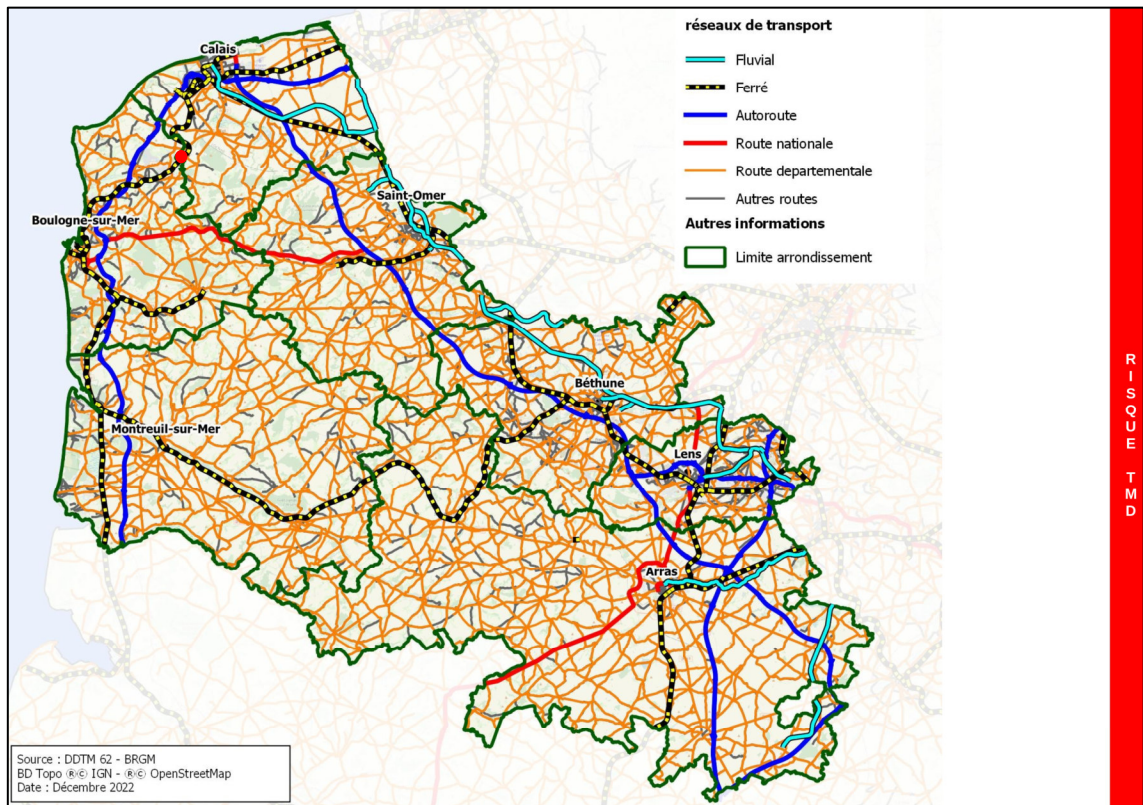 réseaux de transport
Fluvial
Ferré
Autoroute
Route nationale
Route departementale
Autres routes
Autres informations
Limite arrondissement
Calais
Saint-Omer
Boulogne-sur-Mer
Béthune
Montreuil-sur-Mer
Lens
Arras
RISQUE TMD
Source : DDTM 62 - BRGM
BD Topo ®© IGN - ®© OpenStreetMap
Date : Décembre 2022